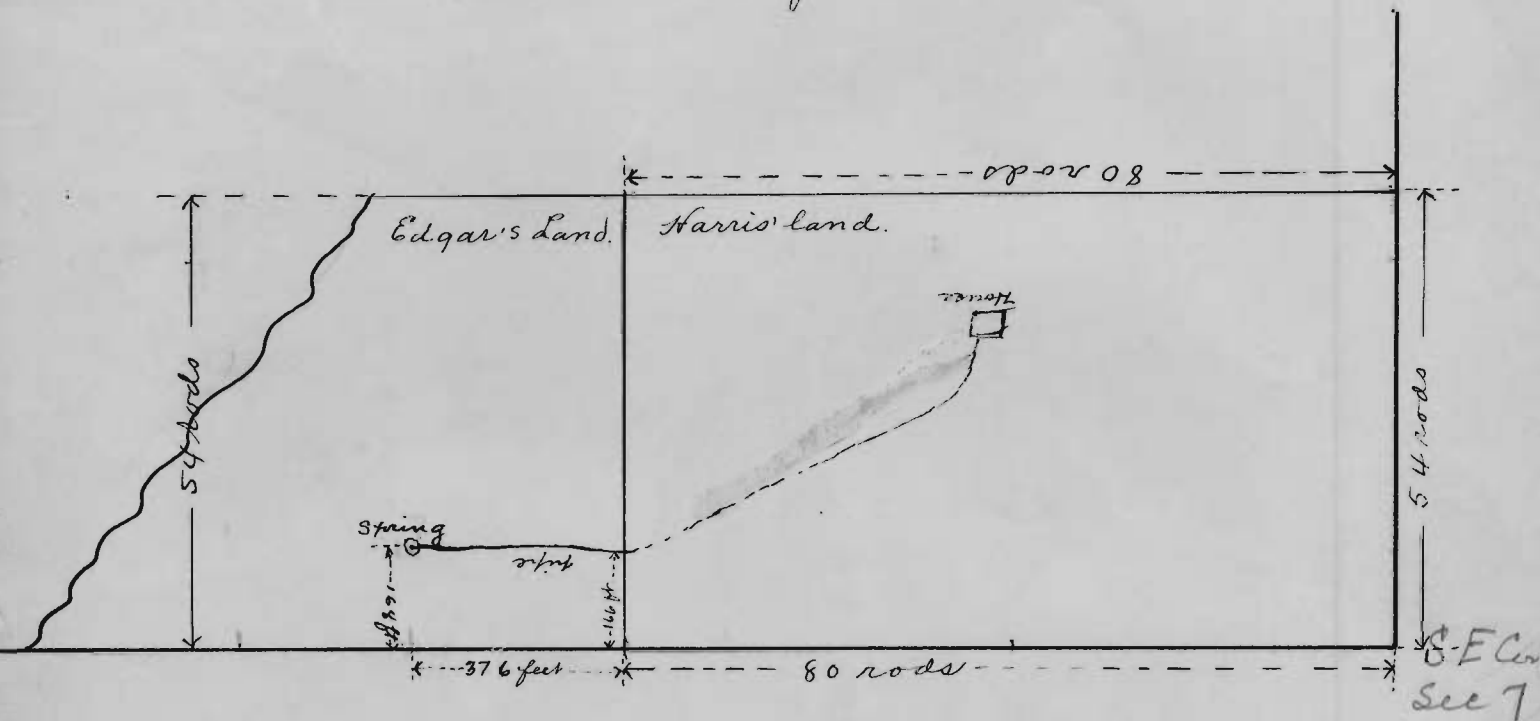 80 rods
Edgar's Land.
Harris' land.
House
54 rods
54 rods
Spring
pipe
168 ft
166 ft
376 feet
80 rods
S E Cor
Sec 7